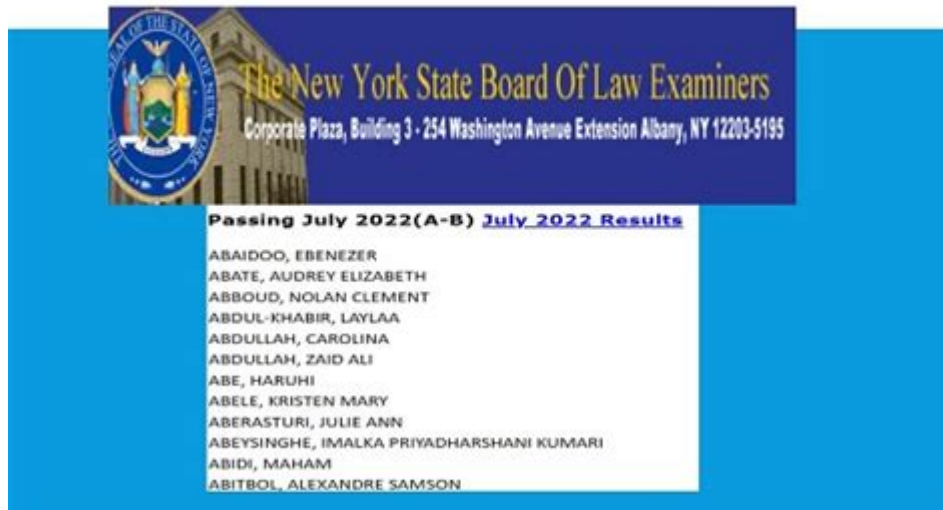 The New York State Board Of Law Examiners
Corporate Plaza, Building 3 - 254 Washington Avenue Extension Albany, NY 12203-5195
Passing July 2022(A-B) July 2022 Results
ABAIDOO, EBENEZER
ABATE, AUDREY ELIZABETH
ABBOUD, NOLAN CLEMENT
ABDUL-KHABIR, LAYLAA
ABDULLAH, CAROLINA
ABDULLAH, ZAID ALI
ABE, HARUHI
ABELE, KRISTEN MARY
ABERASTURI, JULIE ANN
ABEYSINGHE, IMALKA PRIYADHARSHANI KUMARI
ABIDI, MAHAM
ABITBOL, ALEXANDRE SAMSON